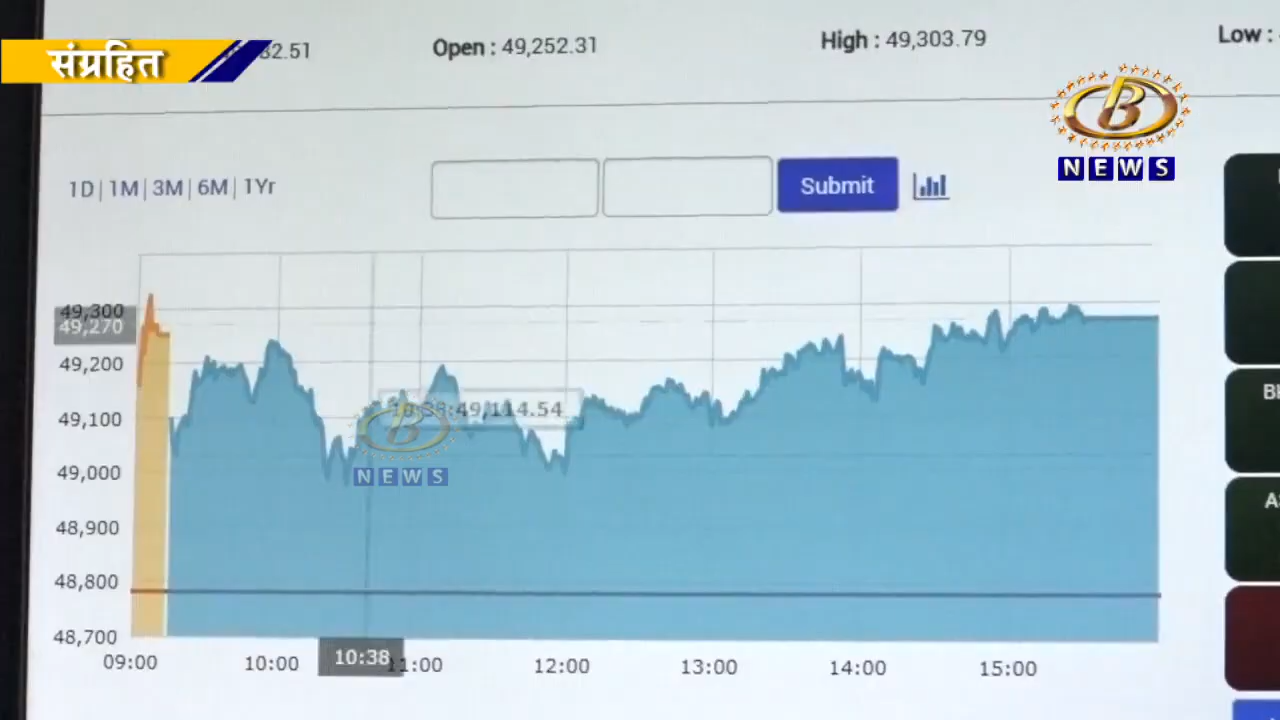 संग्रहित
32.51
Open : 49,252.31
High : 49,303.79
Low :
B
NEWS
1D | 1M | 3M | 6M | 1Yr
Submit
49,300
49,270
49,200
49,100
49,000
48,900
48,800
48,700
10:38:49,114.54
B
NEWS
09:00
10:00
10:38
11:00
12:00
13:00
14:00
15:00